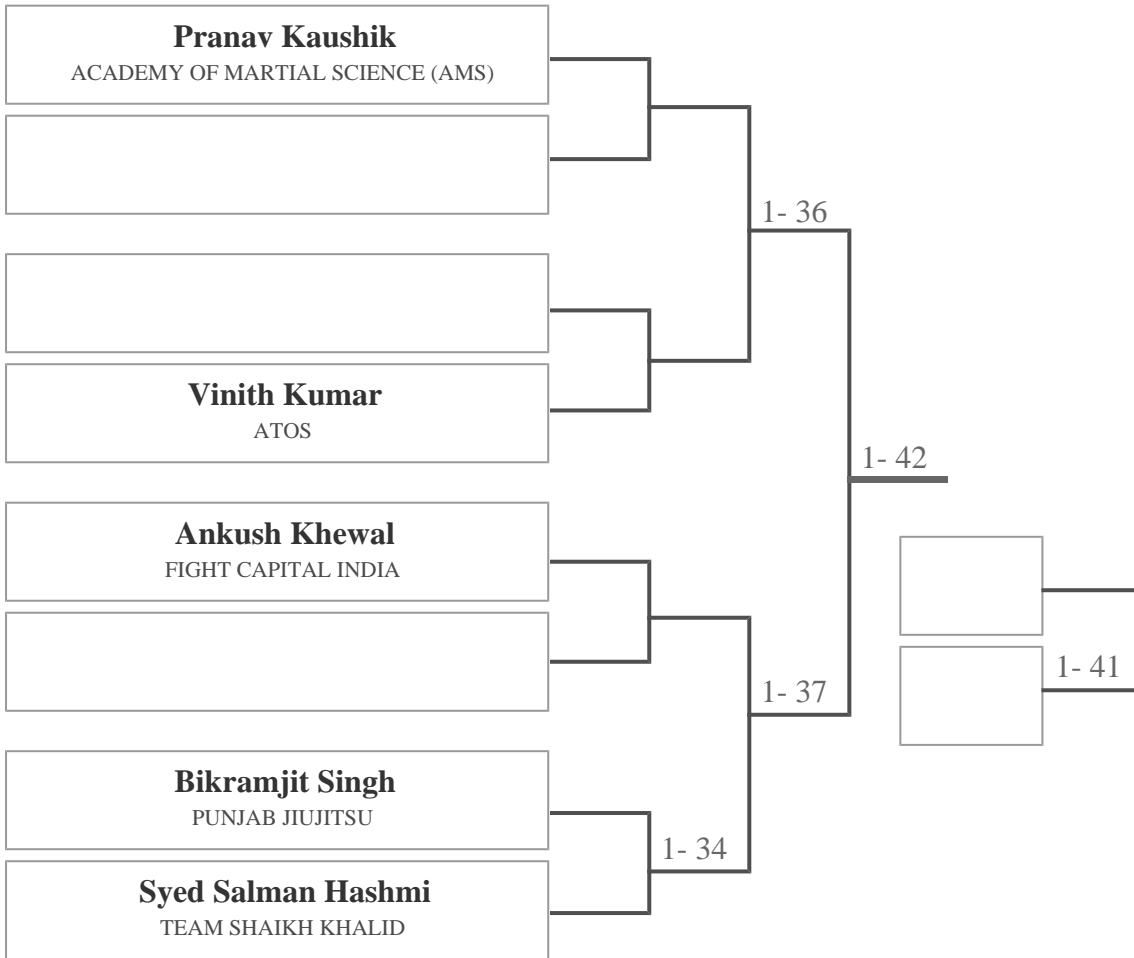 Pranav Kaushik
ACADEMY OF MARTIAL SCIENCE (AMS)
1- 36
Vinith Kumar
ATOS
1- 42
Ankush Khewal
FIGHT CAPITAL INDIA
1- 37
1- 41
Bikramjit Singh
PUNJAB JIUJITSU
1- 34
Syed Salman Hashmi
TEAM SHAIKH KHALID